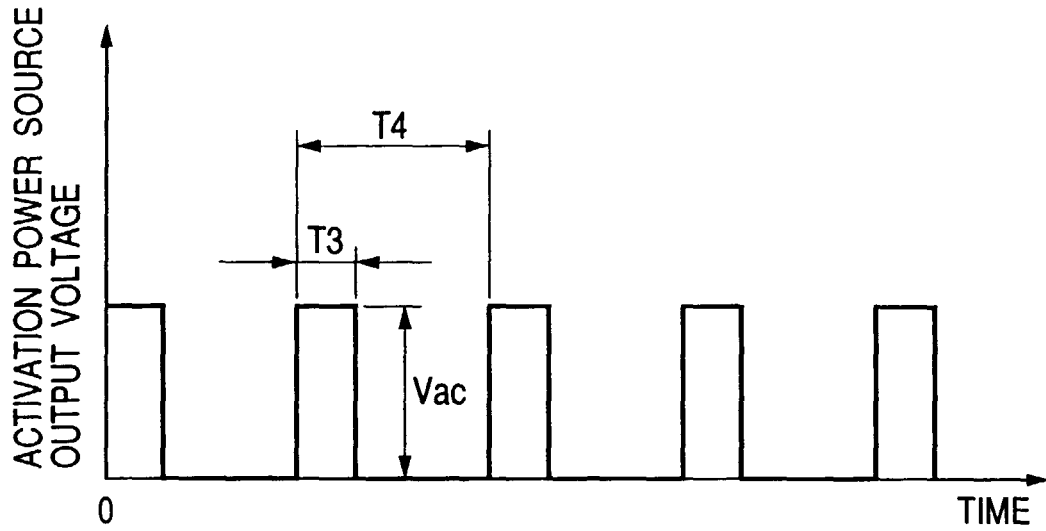 ACTIVATION POWER SOURCE
OUTPUT VOLTAGE
T4
T3
Vac
0
TIME